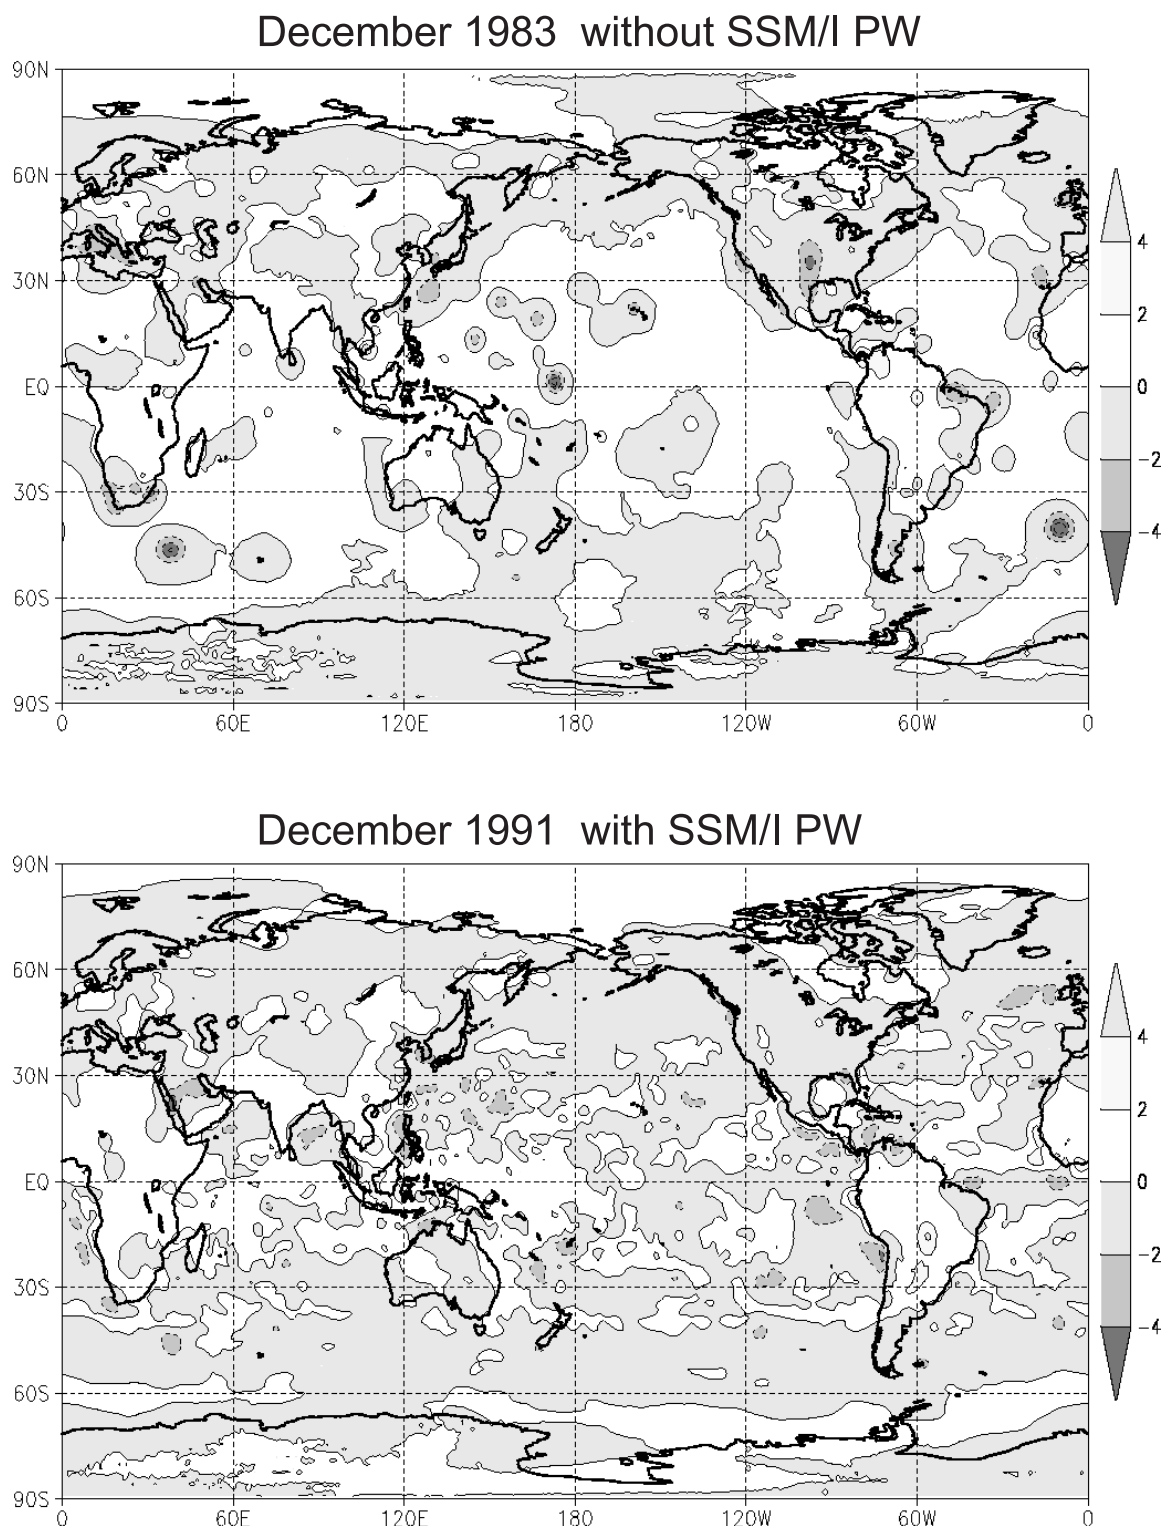 December 1983 without SSM/I PW
90N
60N
30N
EQ
30S
60S
90S
0 60E 120E 180 120W 60W 0
4
2
0
-2
-4
December 1991 with SSM/I PW
90N
60N
30N
EQ
30S
60S
90S
0 60E 120E 180 120W 60W 0
4
2
0
-2
-4